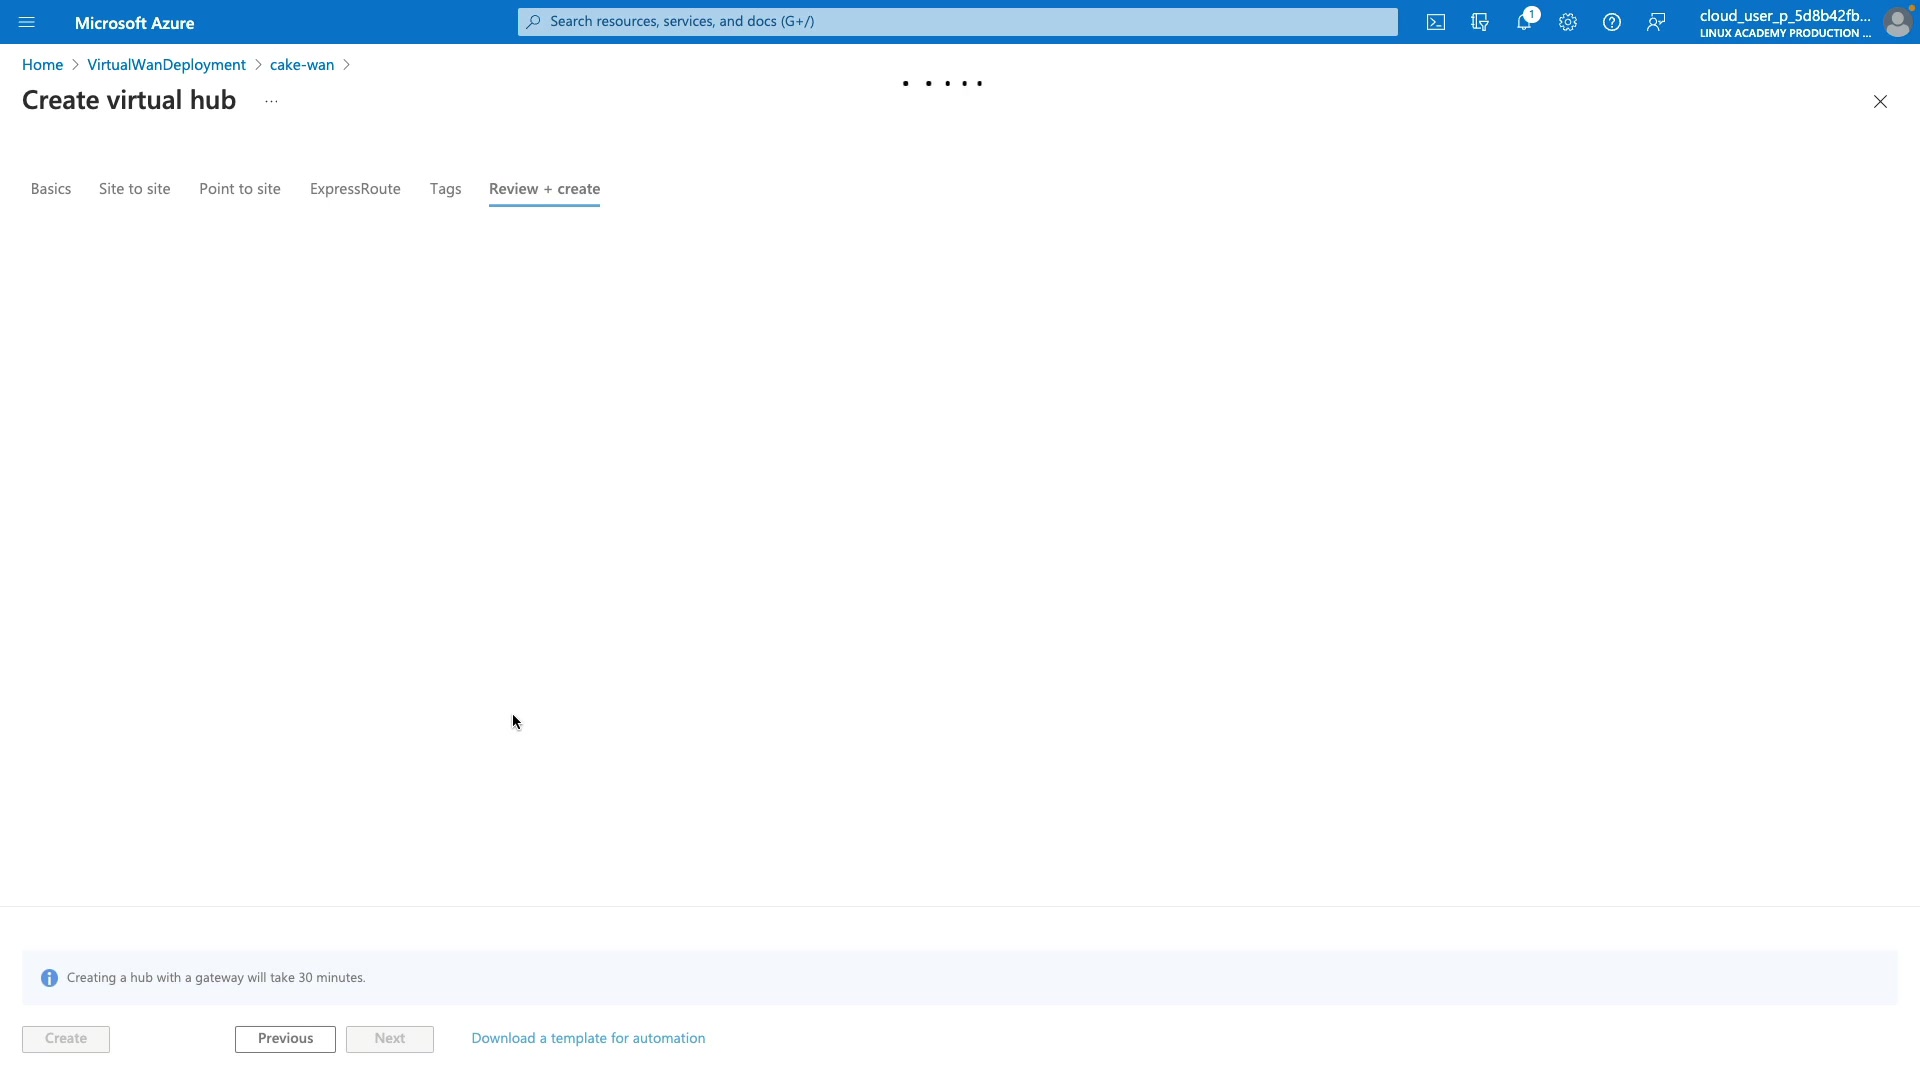 Microsoft Azure
Search resources, services, and docs (G+/)
1
cloud_user_p_5d8b42fb...
LINUX ACADEMY PRODUCTION ...
Home > VirtualWanDeployment > cake-wan >
Create virtual hub ...
Basics
Site to site
Point to site
ExpressRoute
Tags
Review + create
Creating a hub with a gateway will take 30 minutes.
Create
Previous
Next
Download a template for automation